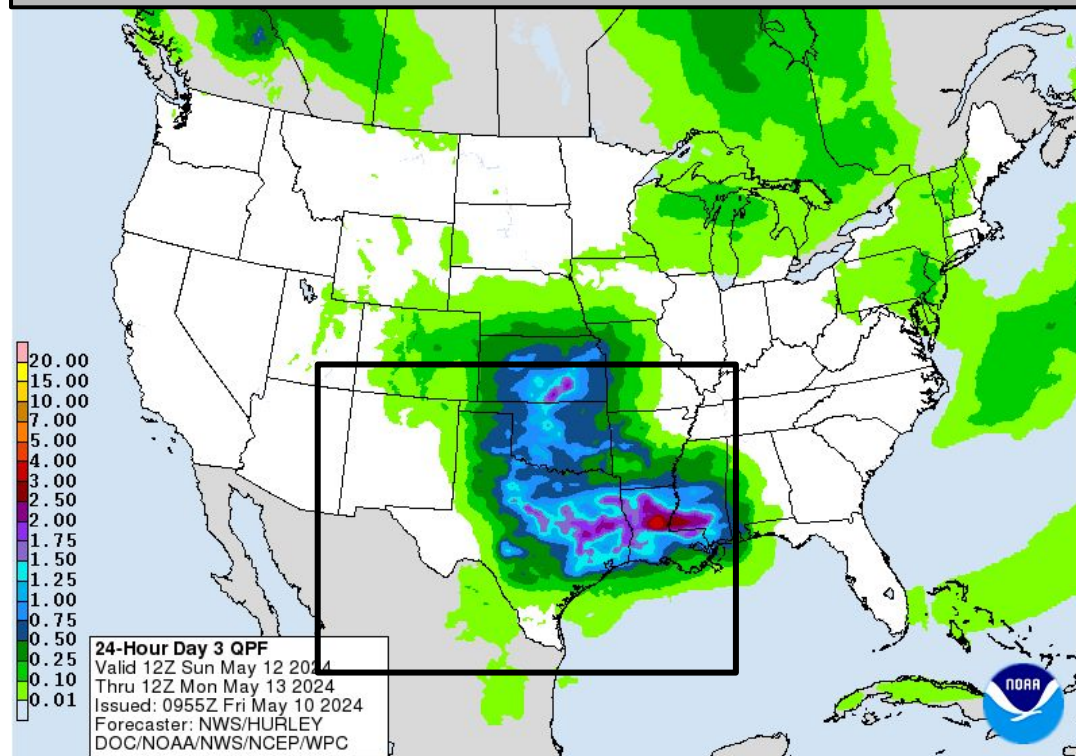 20.00
15.00
10.00
7.00
5.00
4.00
3.00
2.50
2.00
1.75
1.50
1.25
1.00
0.75
0.50
0.25
0.10
0.01
24-Hour Day 3 QPF
Valid 12Z Sun May 12 2024
Thru 12Z Mon May 13 2024
Issued: 0955Z Fri May 10 2024
Forecaster: NWS/HURLEY
DOC/NOAA/NWS/NCEP/WPC
NOAA